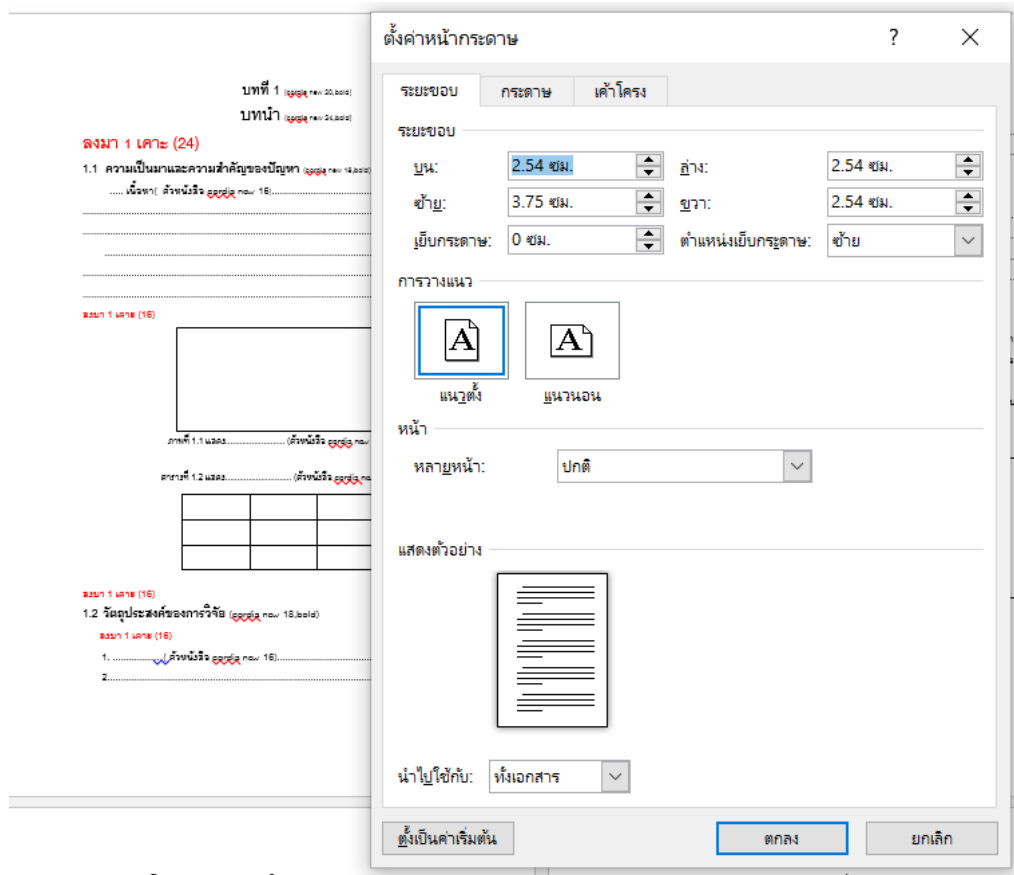 บทที่ 1 (cordia new 20,bold)
บทนำ (cordia new 24,bold)
ลงมา 1 เคาะ (24)
1.1 ความเป็นมาและความสำคัญของปัญหา (cordia new 18,bold)
..... เนื้อหา( ตัวหนังสือ cordia new 16)
ลงมา 1 เคาะ (16)
ภาพที่ 1.1 แสดง........................ (ตัวหนังสือ cordia new
ตารางที่ 1.2 แสดง........................... (ตัวหนังสือ cordia
ลงมา 1 เคาะ (16)
1.2 วัตถุประสงค์ของการวิจัย (cordia new 18,bold)
ลงมา 1 เคาะ (16)
1. ...................( ตัวหนังสือ cordia new 16)
2.
ตั้งค่าหน้ากระดาษ ? ×
ระยะขอบ กระดาษ เค้าโครง
ระยะขอบ
บน: 2.54 ซม. ล่าง: 2.54 ซม.
ซ้าย: 3.75 ซม. ขวา: 2.54 ซม.
เย็บกระดาษ: 0 ซม. ตำแหน่งเย็บกระดาษ: ซ้าย
การวางแนว
A A
แนวตั้ง แนวนอน
หน้า
หลายหน้า: ปกติ
แสดงตัวอย่าง
นำไปใช้กับ: ทั้งเอกสาร
ตั้งเป็นค่าเริ่มต้น ตกลง ยกเลิก